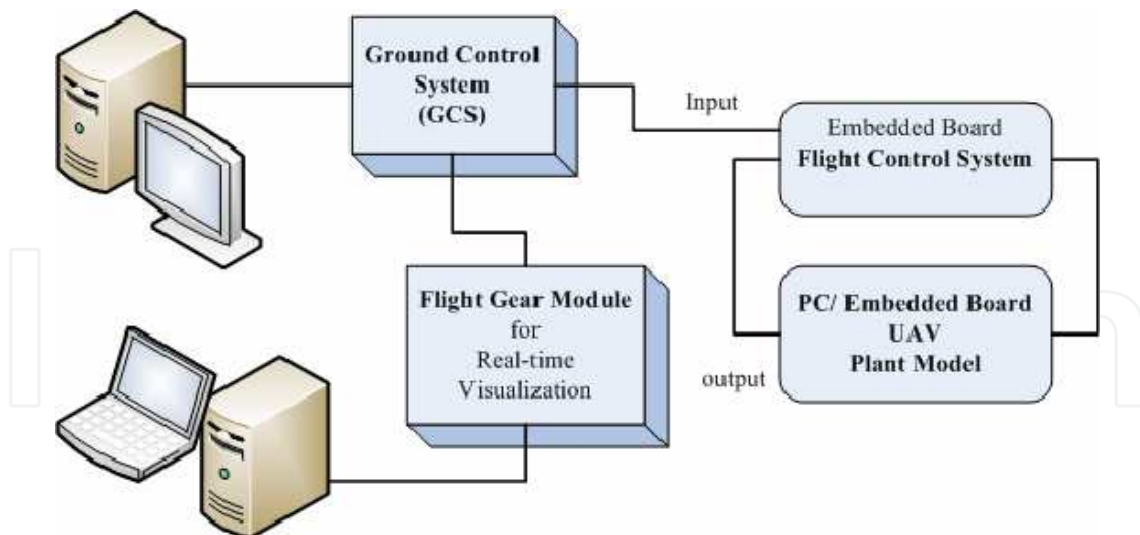 Ground Control
System
(GCS)
Input
Embedded Board
Flight Control System
Flight Gear Module
for
Real-time
Visualization
PC/ Embedded Board
UAV
Plant Model
output